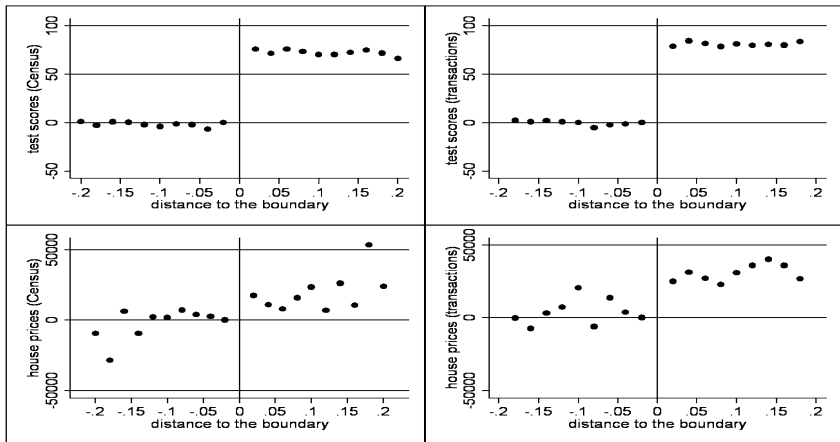 test scores (Census)
100
50
0
-50
-.2 -.15 -.1 -.05 0 .05 .1 .15 .2
distance to the boundary
test scores (transactions)
100
50
0
-50
-.2 -.15 -.1 -.05 0 .05 .1 .15 .2
distance to the boundary
house prices (Census)
50000
0
-50000
-.2 -.15 -.1 -.05 0 .05 .1 .15 .2
distance to the boundary
house prices (transactions)
50000
0
-50000
-.2 -.15 -.1 -.05 0 .05 .1 .15 .2
distance to the boundary